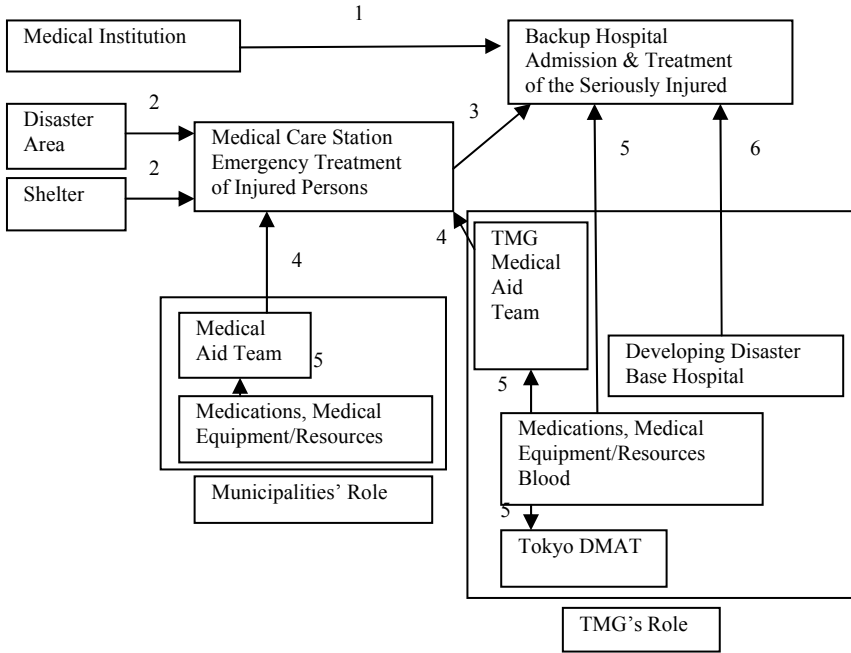 1
Medical Institution
Backup Hospital
Admission & Treatment
of the Seriously Injured
2
Disaster
Area
3
Medical Care Station
Emergency Treatment
of Injured Persons
5
6
2
Shelter
4
4
TMG
Medical
Aid
Team
Medical
Aid Team
5
Developing Disaster
Base Hospital
5
Medications, Medical
Equipment/Resources
Medications, Medical
Equipment/Resources
Blood
Municipalities' Role
5
Tokyo DMAT
TMG's Role